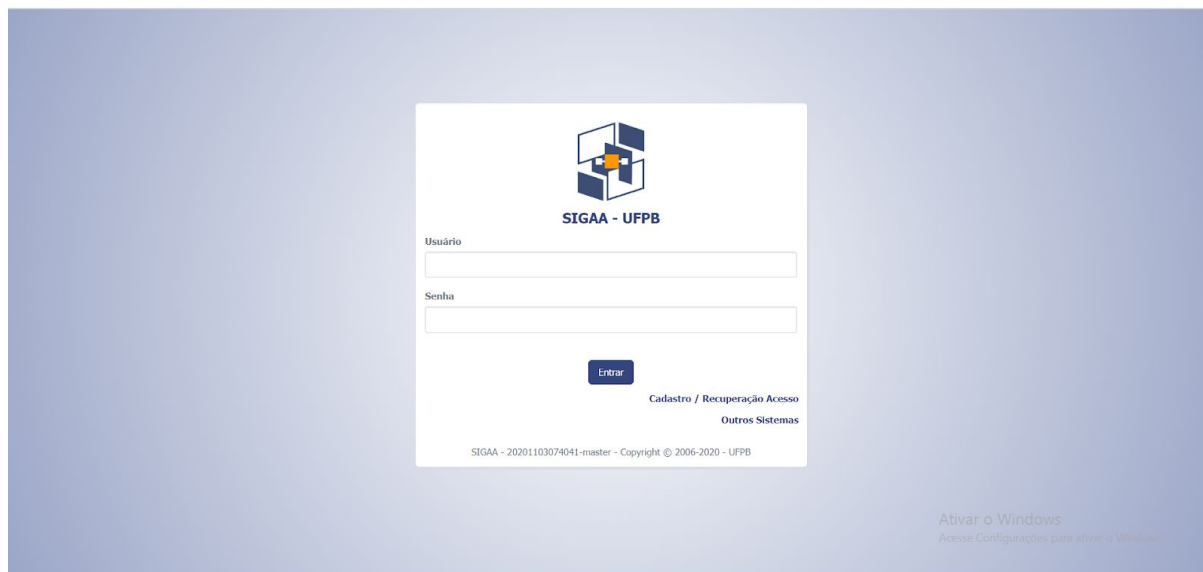 SIGAA - UFPB
Usuário
Senha
Entrar
Cadastro / Recuperação Acesso
Outros Sistemas
SIGAA - 20201103074041-master - Copyright © 2006-2020 - UFPB
Ativar o Windows
Acesse Configurações para ativar o Windows.